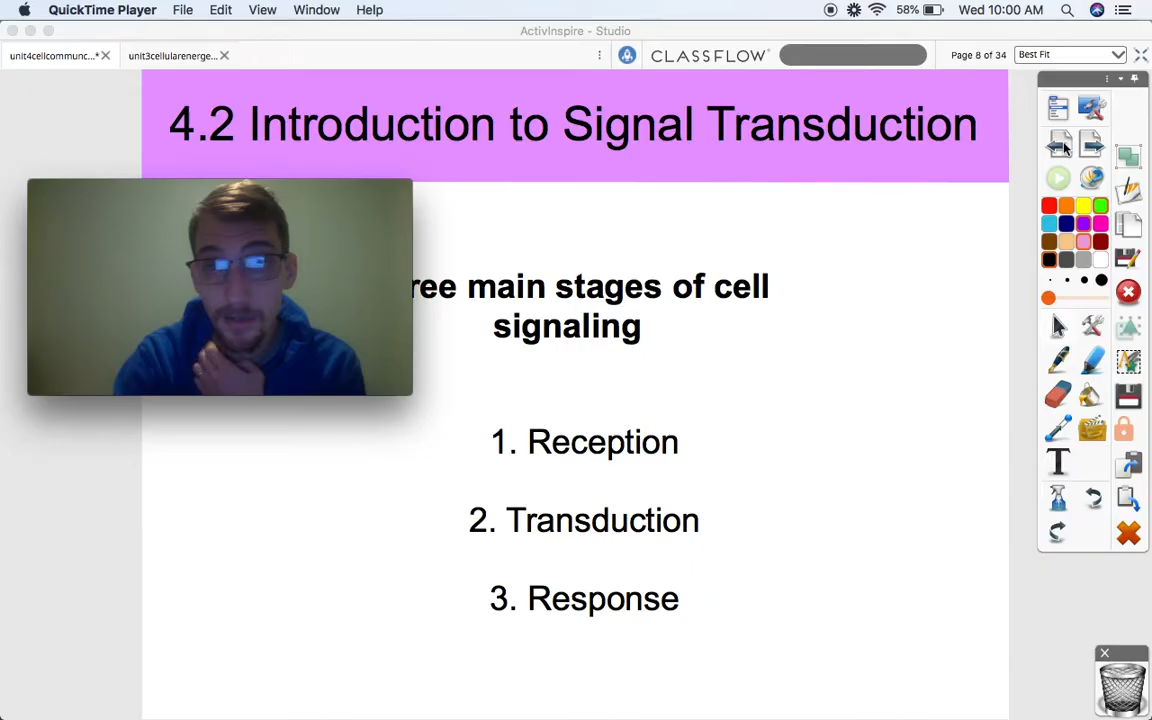 QuickTime Player File Edit View Window Help 58% Wed 10:00 AM
ActivInspire - Studio
unit4cellcommunc...* unit3cellularenerge... CLASSFLOW Page 8 of 34 Best Fit
4.2 Introduction to Signal Transduction
main stages of cell
signaling
1. Reception
2. Transduction
3. Response